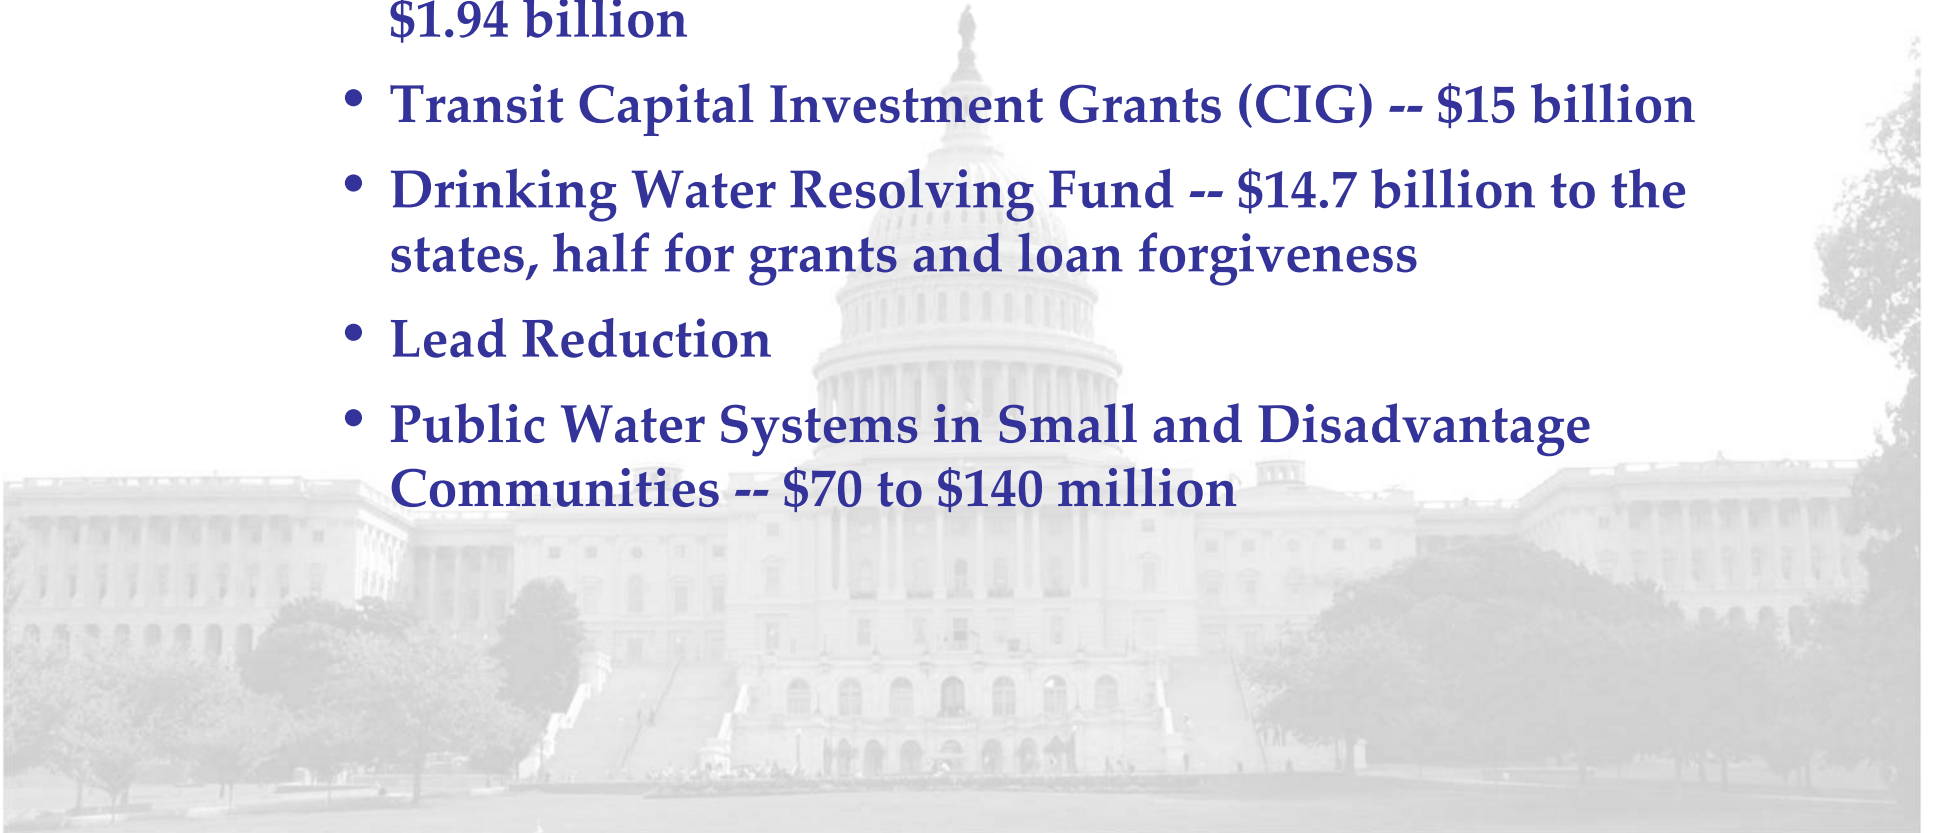 $1.94 billion
• Transit Capital Investment Grants (CIG) -- $15 billion
• Drinking Water Resolving Fund -- $14.7 billion to the
states, half for grants and loan forgiveness
• Lead Reduction
• Public Water Systems in Small and Disadvantage
Communities -- $70 to $140 million